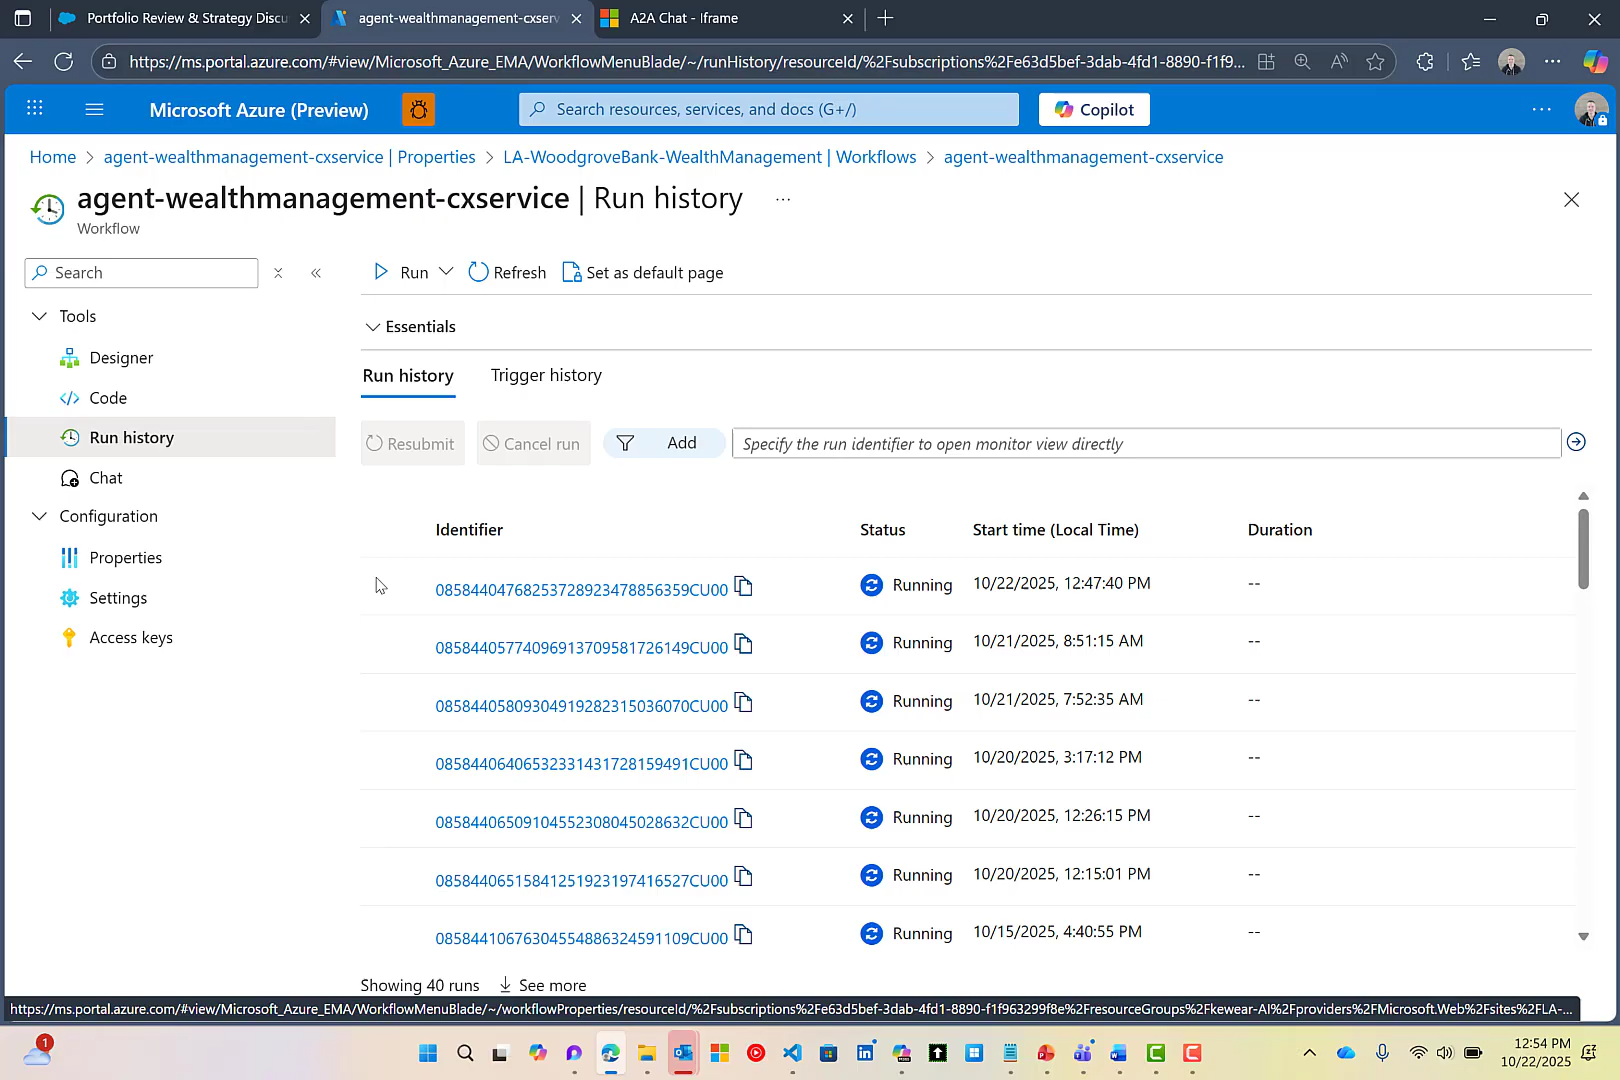 Portfolio Review & Strategy Discu
agent-wealthmanagement-cxserv
A2A Chat - Iframe
https://ms.portal.azure.com/#view/Microsoft_Azure_EMA/WorkflowMenuBlade/~/runHistory/resourceId/%2Fsubscriptions%2Fe63d5bef-3dab-4fd1-8890-f1f9...
Microsoft Azure (Preview)
Search resources, services, and docs (G+/)
Copilot
Home > agent-wealthmanagement-cxservice | Properties > LA-WoodgroveBank-WealthManagement | Workflows > agent-wealthmanagement-cxservice
agent-wealthmanagement-cxservice | Run history ...
Workflow
Search
Run
Refresh
Set as default page
Tools
Designer
Code
Run history
Chat
Configuration
Properties
Settings
Access keys
Essentials
Run history
Trigger history
Resubmit
Cancel run
Add
Specify the run identifier to open monitor view directly
Identifier Status Start time (Local Time) Duration
08584404768253728923478856359CU00 Running 10/22/2025, 12:47:40 PM --
08584405774096913709581726149CU00 Running 10/21/2025, 8:51:15 AM --
08584405809304919282315036070CU00 Running 10/21/2025, 7:52:35 AM --
08584406406532331431728159491CU00 Running 10/20/2025, 3:17:12 PM --
08584406509104552308045028632CU00 Running 10/20/2025, 12:26:15 PM --
08584406515841251923197416527CU00 Running 10/20/2025, 12:15:01 PM --
08584410676304554886324591109CU00 Running 10/15/2025, 4:40:55 PM --
Showing 40 runs
See more
https://ms.portal.azure.com/#view/Microsoft_Azure_EMA/WorkflowMenuBlade/~/workflowProperties/resourceId/%2Fsubscriptions%2Fe63d5bef-3dab-4fd1-8890-f1f963299f8e%2FresourceGroups%2Fkewear-AI%2Fproviders%2FMicrosoft.Web%2Fsites%2FLA-...
1
12:54 PM
10/22/2025